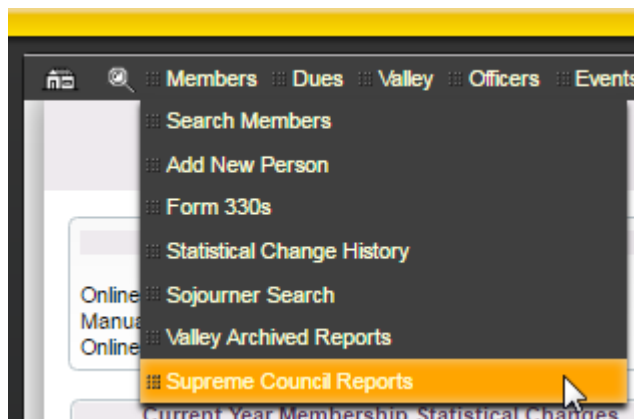 Members Dues Valley Officers Events
Search Members
Add New Person
Form 330s
Statistical Change History
Online Sojourner Search
Valley Archived Reports
Online
Supreme Council Reports
Current Year Membership Statistical Changes